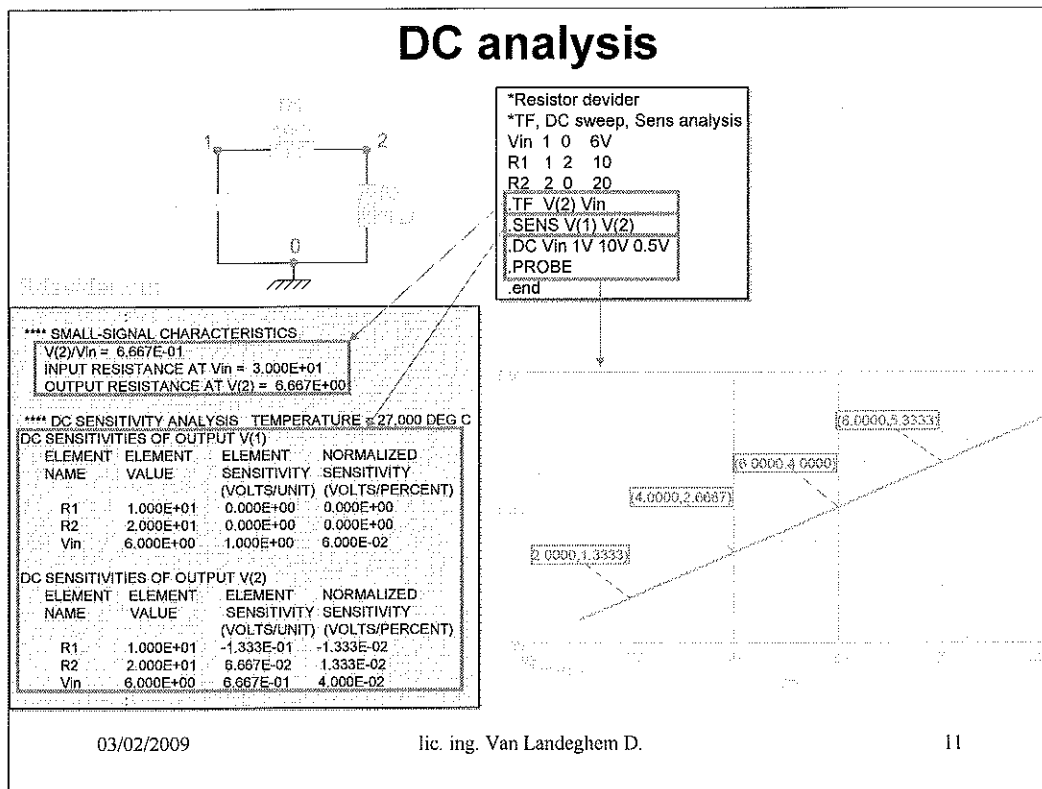 DC analysis
1
2
0
*Resistor devider
*TF, DC sweep, Sens analysis
Vin 1 0 6V
R1 1 2 10
R2 2 0 20
.TF V(2) Vin
.SENS V(1) V(2)
.DC Vin 1V 10V 0.5V
.PROBE
.end
**** SMALL-SIGNAL CHARACTERISTICS
V(2)/Vin = 6.667E-01
INPUT RESISTANCE AT Vin = 3.000E+01
OUTPUT RESISTANCE AT V(2) = 6.667E+00
**** DC SENSITIVITY ANALYSIS TEMPERATURE = 27.000 DEG C
DC SENSITIVITIES OF OUTPUT V(1)
ELEMENT ELEMENT ELEMENT NORMALIZED
NAME VALUE SENSITIVITY SENSITIVITY
(VOLTS/UNIT) (VOLTS/PERCENT)
R1 1.000E+01 0.000E+00 0.000E+00
R2 2.000E+01 0.000E+00 0.000E+00
Vin 6.000E+00 1.000E+00 6.000E-02
DC SENSITIVITIES OF OUTPUT V(2)
ELEMENT ELEMENT ELEMENT NORMALIZED
NAME VALUE SENSITIVITY SENSITIVITY
(VOLTS/UNIT) (VOLTS/PERCENT)
R1 1.000E+01 -1.333E-01 -1.333E-02
R2 2.000E+01 6.667E-02 1.333E-02
Vin 6.000E+00 6.667E-01 4.000E-02
(6.0000,4.0000)
(4.0000,2.6667)
2.0000,1.3333)
03/02/2009 lic. ing. Van Landeghem D. 11